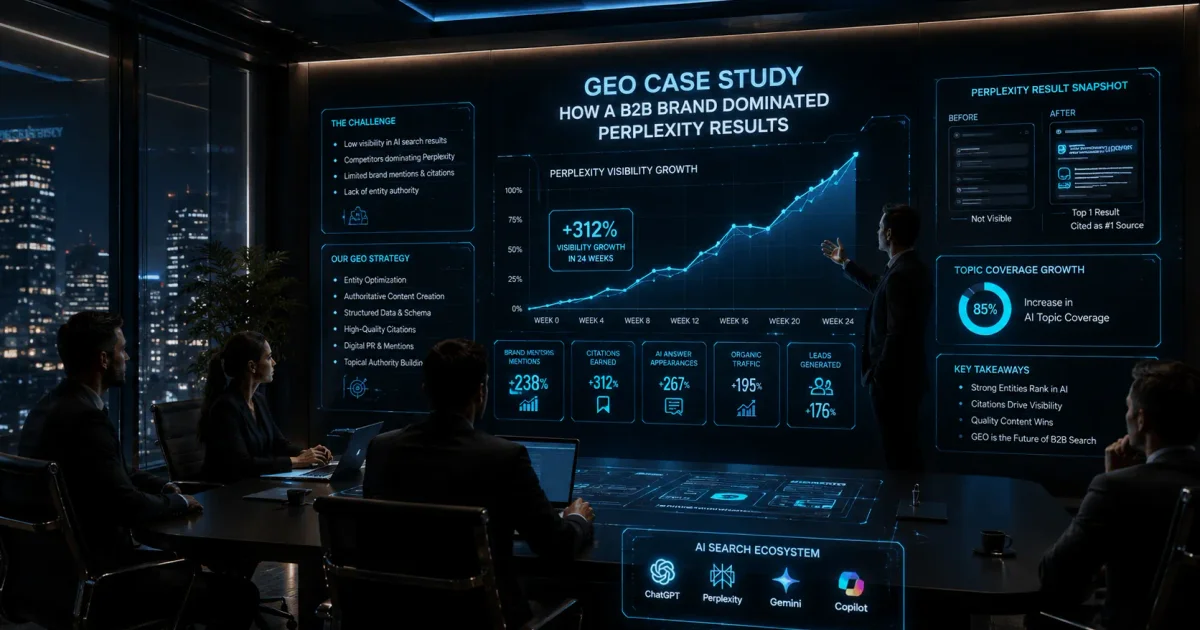 GEO CASE STUDY
HOW A B2B BRAND DOMINATED
PERPLEXITY RESULTS
THE CHALLENGE
Low visibility in AI search results
Competitors dominating Perplexity
Limited brand mentions & citations
Lack of entity authority
OUR GEO STRATEGY
Entity Optimization
Authoritative Content Creation
Structured Data & Schema
High-Quality Citations
Digital PR & Mentions
Topical Authority Buildin
PERPLEXITY VISIBILITY GROWTH
100%
75%
50%
25%
0%
+312%
VISIBILITY GROWTH
IN 24 WEEKS
WEEK 0
WEEK 4
WEEK 8
WEEK 12
WEEK 16
WEEK 20
WEEK 24
BRAND
MENTIONS
+238%
CITATIONS
EARNED
+312%
AI ANSWER
APPEARANCES
+267%
ORGANIC
TRAFFIC
+195%
LEADS
GENERATED
+176%
PERPLEXITY RESULT SNAPSHOT
BEFORE
Not Visible
AFTER
Top 1 Result
Cited as #1 Source
TOPIC COVERAGE GROWTH
85%
Increase in
AI Topic Coverage
KEY TAKEAWAYS
Strong Entities Rank in AI
Citations Drive Visibility
Quality Content Wins
GEO is the Future of B2B Search
AI SEARCH ECOSYSTEM
ChatGPT
Perplexity
Gemini
Copilot